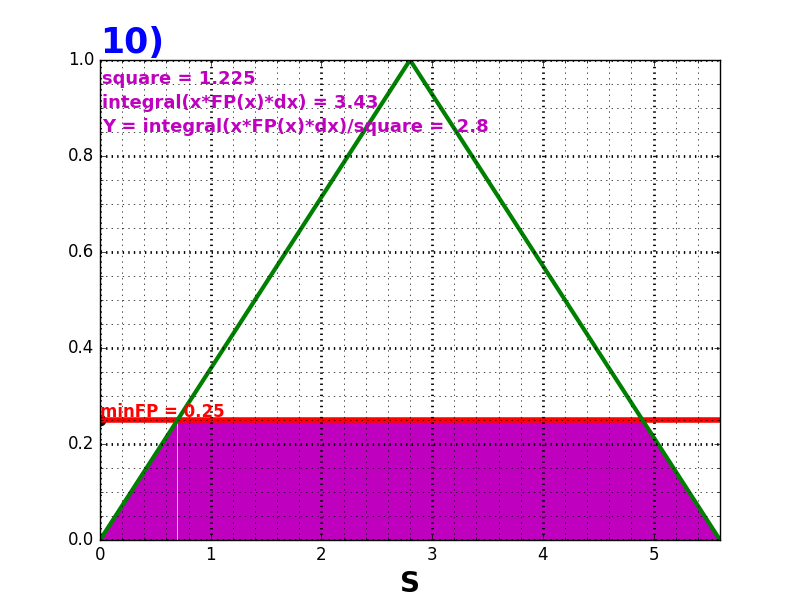 10)
1.0
square = 1.225
integral(x*FP(x)*dx) = 3.43
Y = integral(x*FP(x)*dx)/square =  2.8
0.8
0.6
0.4
minFP = 0.25
0.2
0.0
0 1 2 3 4 5
S